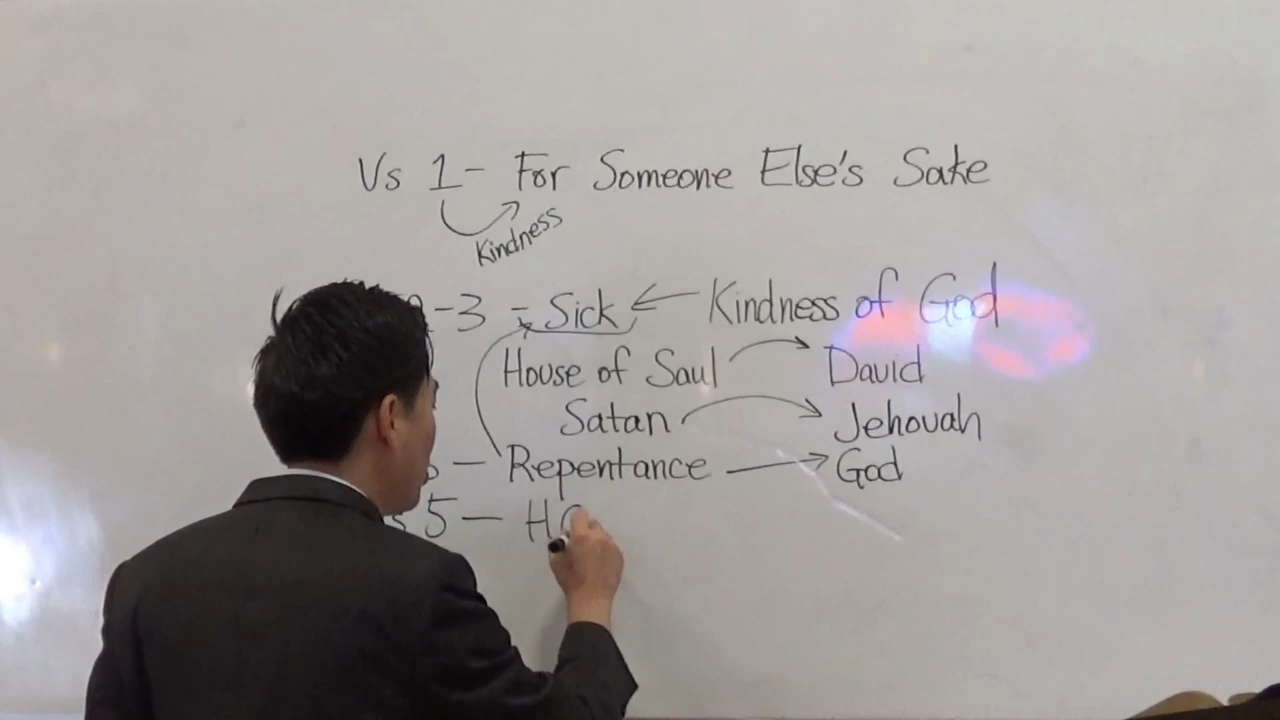 Vs 1- For Someone Else's Sake
Kindness
-3 - Sick ← Kindness of God
House of Saul David
Satan Jehovah
— Repentance → God
5 — H